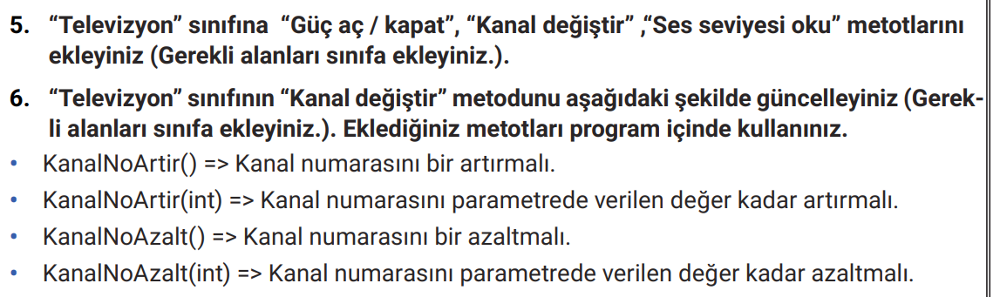 5. “Televizyon” sınıfına “Güç aç / kapat”, “Kanal değiştir” ,“Ses seviyesi oku” metotlarını
ekleyiniz (Gerekli alanları sınıfa ekleyiniz.).
6. “Televizyon” sınıfının “Kanal değiştir” metodunu aşağıdaki şekilde güncelleyiniz (Gerek-
li alanları sınıfa ekleyiniz.). Eklediğiniz metotları program içinde kullanınız.
• KanalNoArtir() => Kanal numarasını bir artırmalı.
• KanalNoArtir(int) => Kanal numarasını parametrede verilen değer kadar artırmalı.
• KanalNoAzalt() => Kanal numarasını bir azaltmalı.
• KanalNoAzalt(int) => Kanal numarasını parametrede verilen değer kadar azaltmalı.